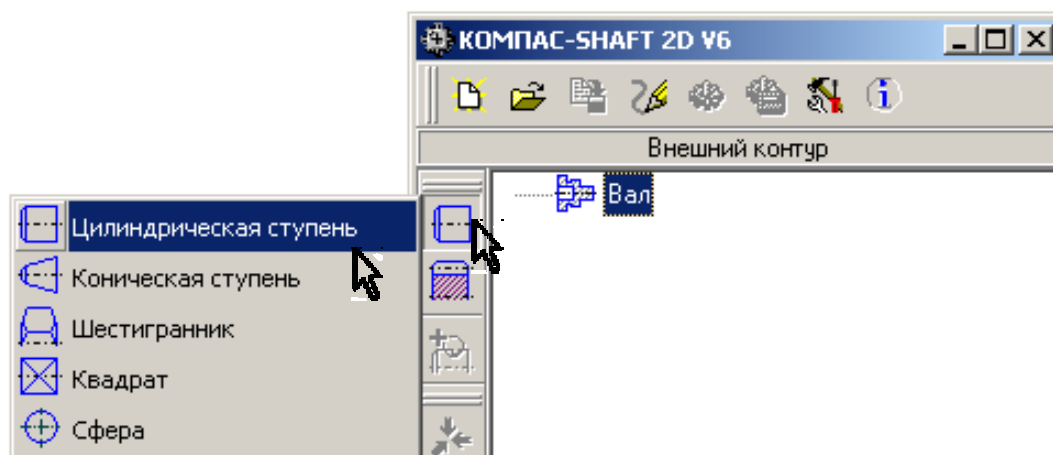 КОМПАС-SHAFT 2D V6
Внешний контур
Вал
Цилиндрическая ступень
Коническая ступень
Шестигранник
Квадрат
Сфера